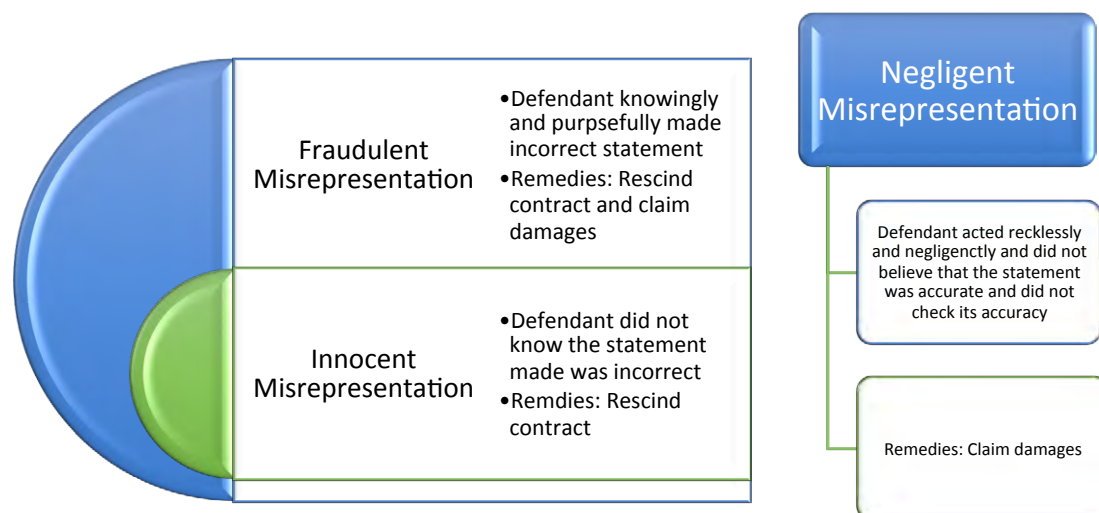 Fraudulent
Misrepresentation
•Defendant knowingly
and purpsefully made
incorrect statement
•Remedies: Rescind
contract and claim
damages
Innocent
Misrepresentation
•Defendant did not
know the statement
made was incorrect
•Remdies: Rescind
contract
Negligent
Misrepresentation
Defendant acted recklessly
and negligenctly and did not
believe that the statement
was accurate and did not
check its accuracy
Remedies: Claim damages